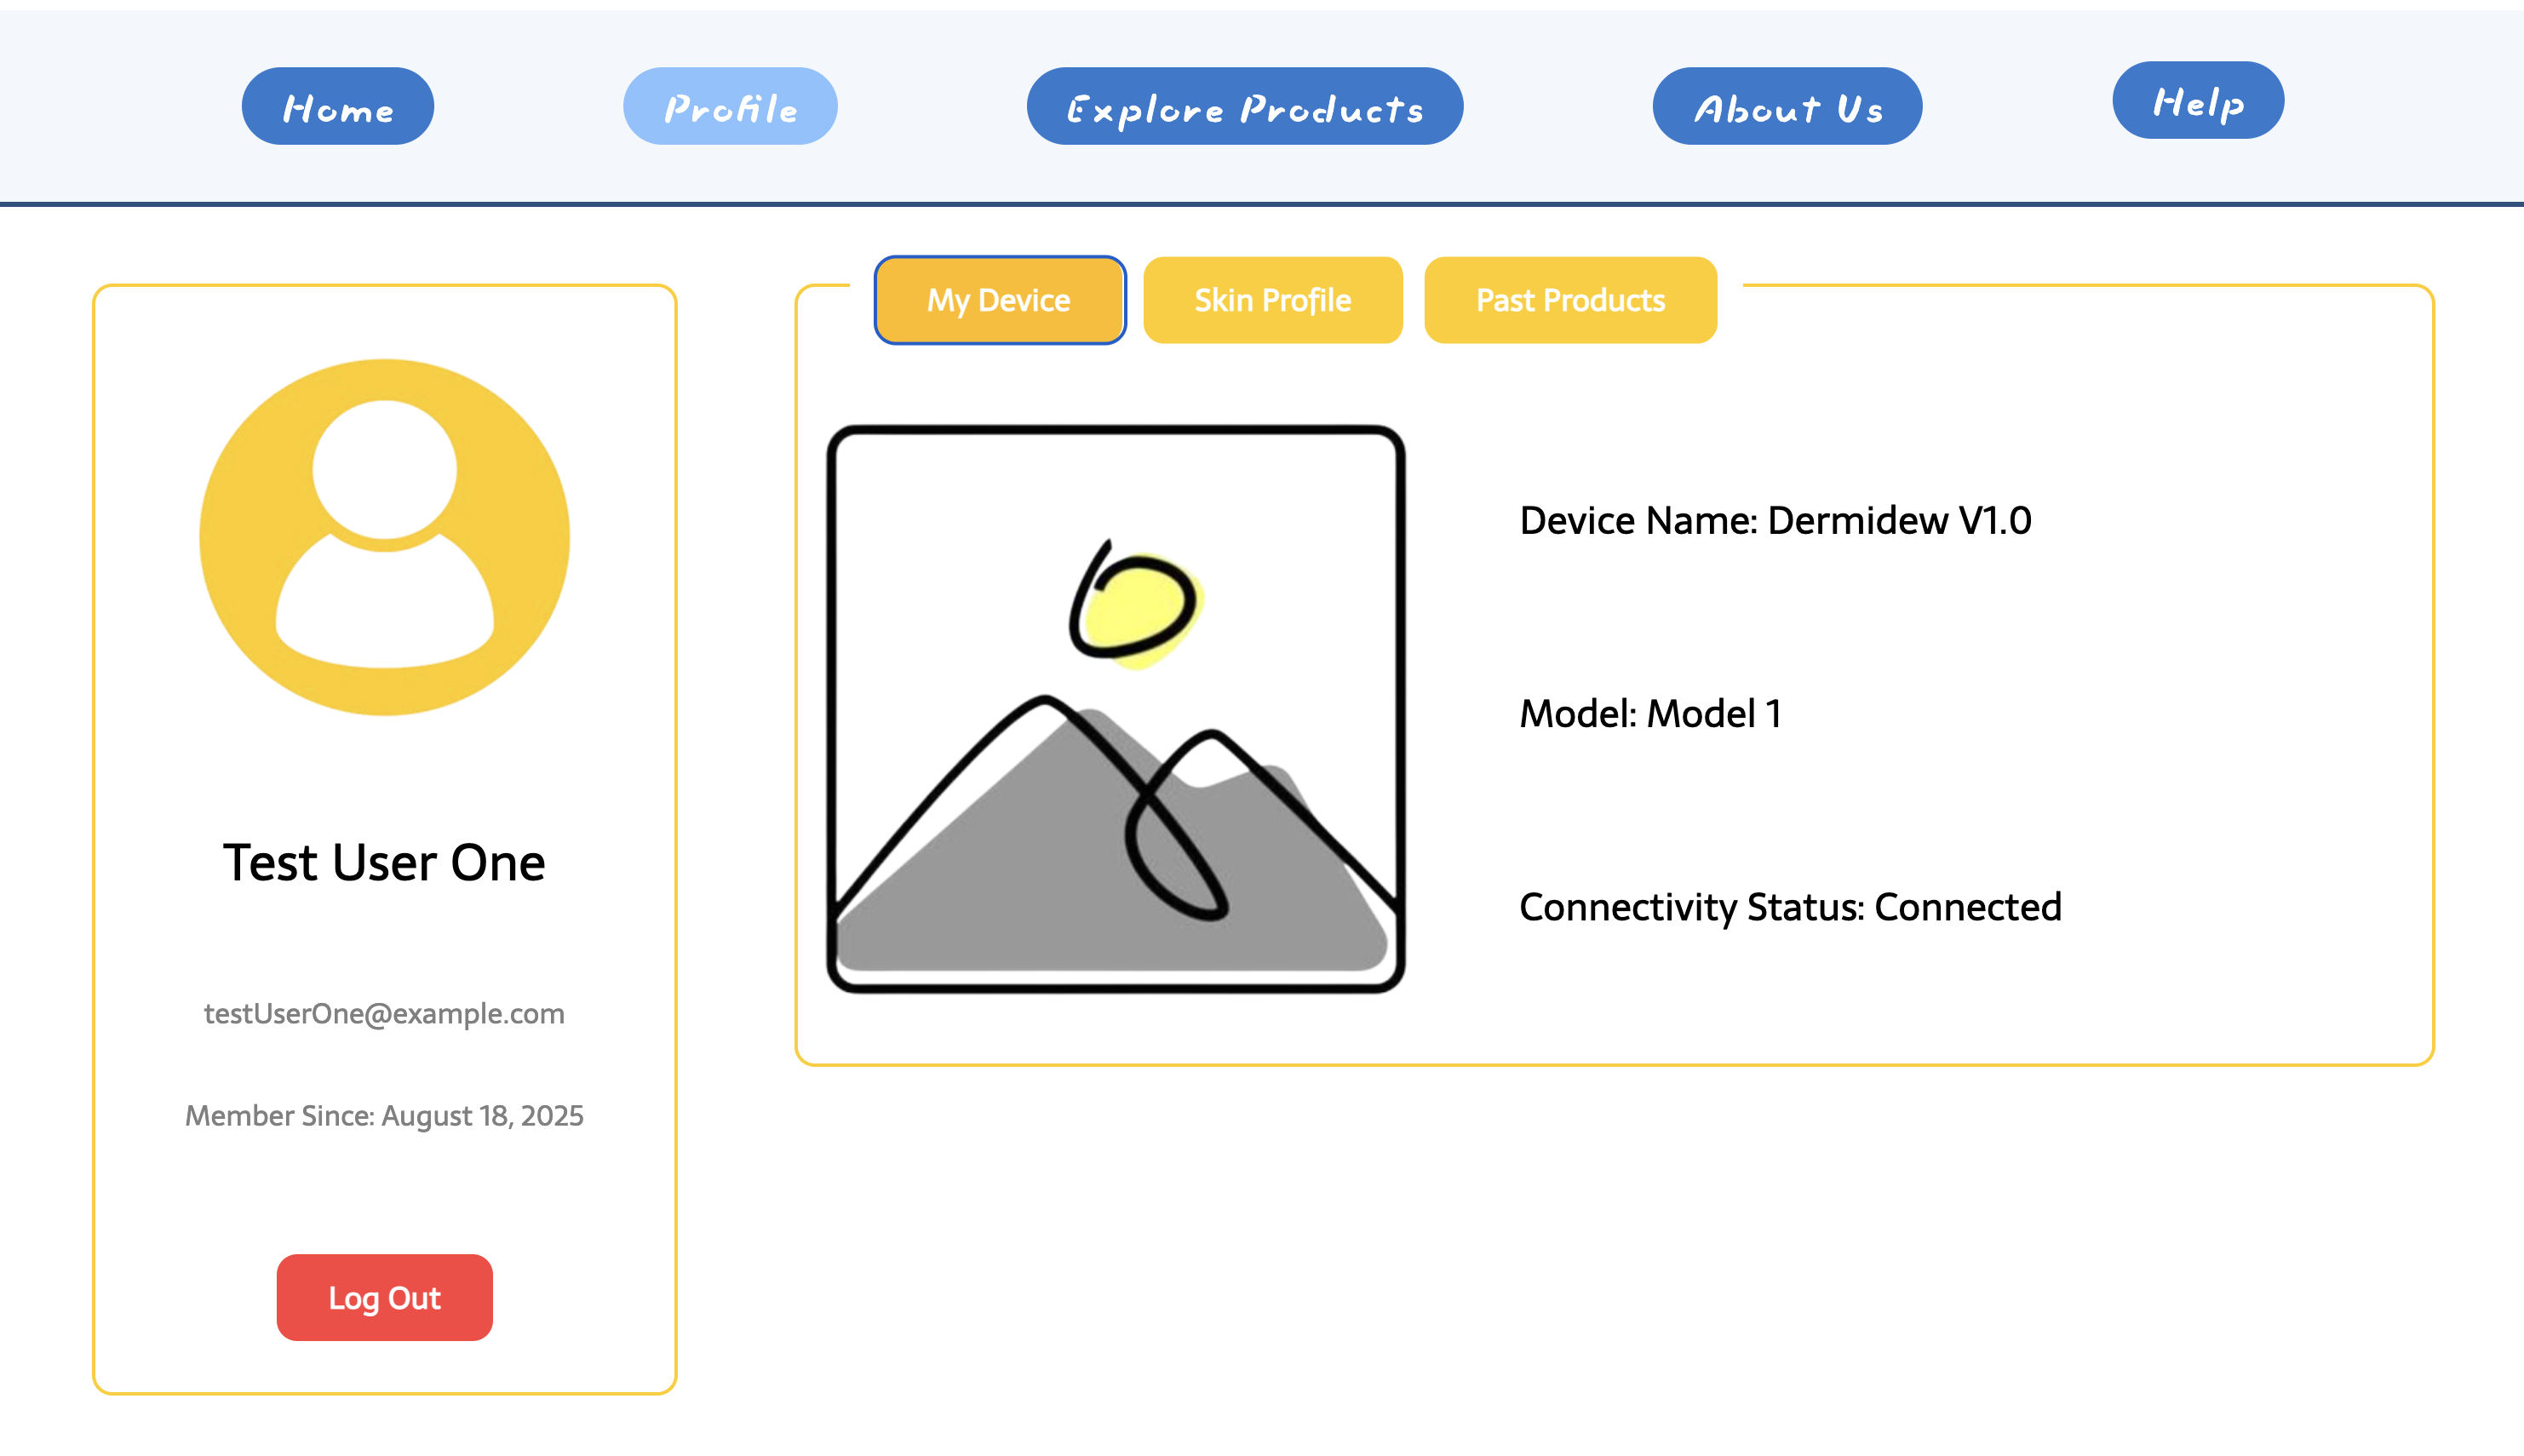 Home
Profile
Explore Products
About Us
Help
My Device
Skin Profile
Past Products
Test User One
testUserOne@example.com
Member Since: August 18, 2025
Log Out
Device Name: Dermidew V1.0
Model: Model 1
Connectivity Status: Connected